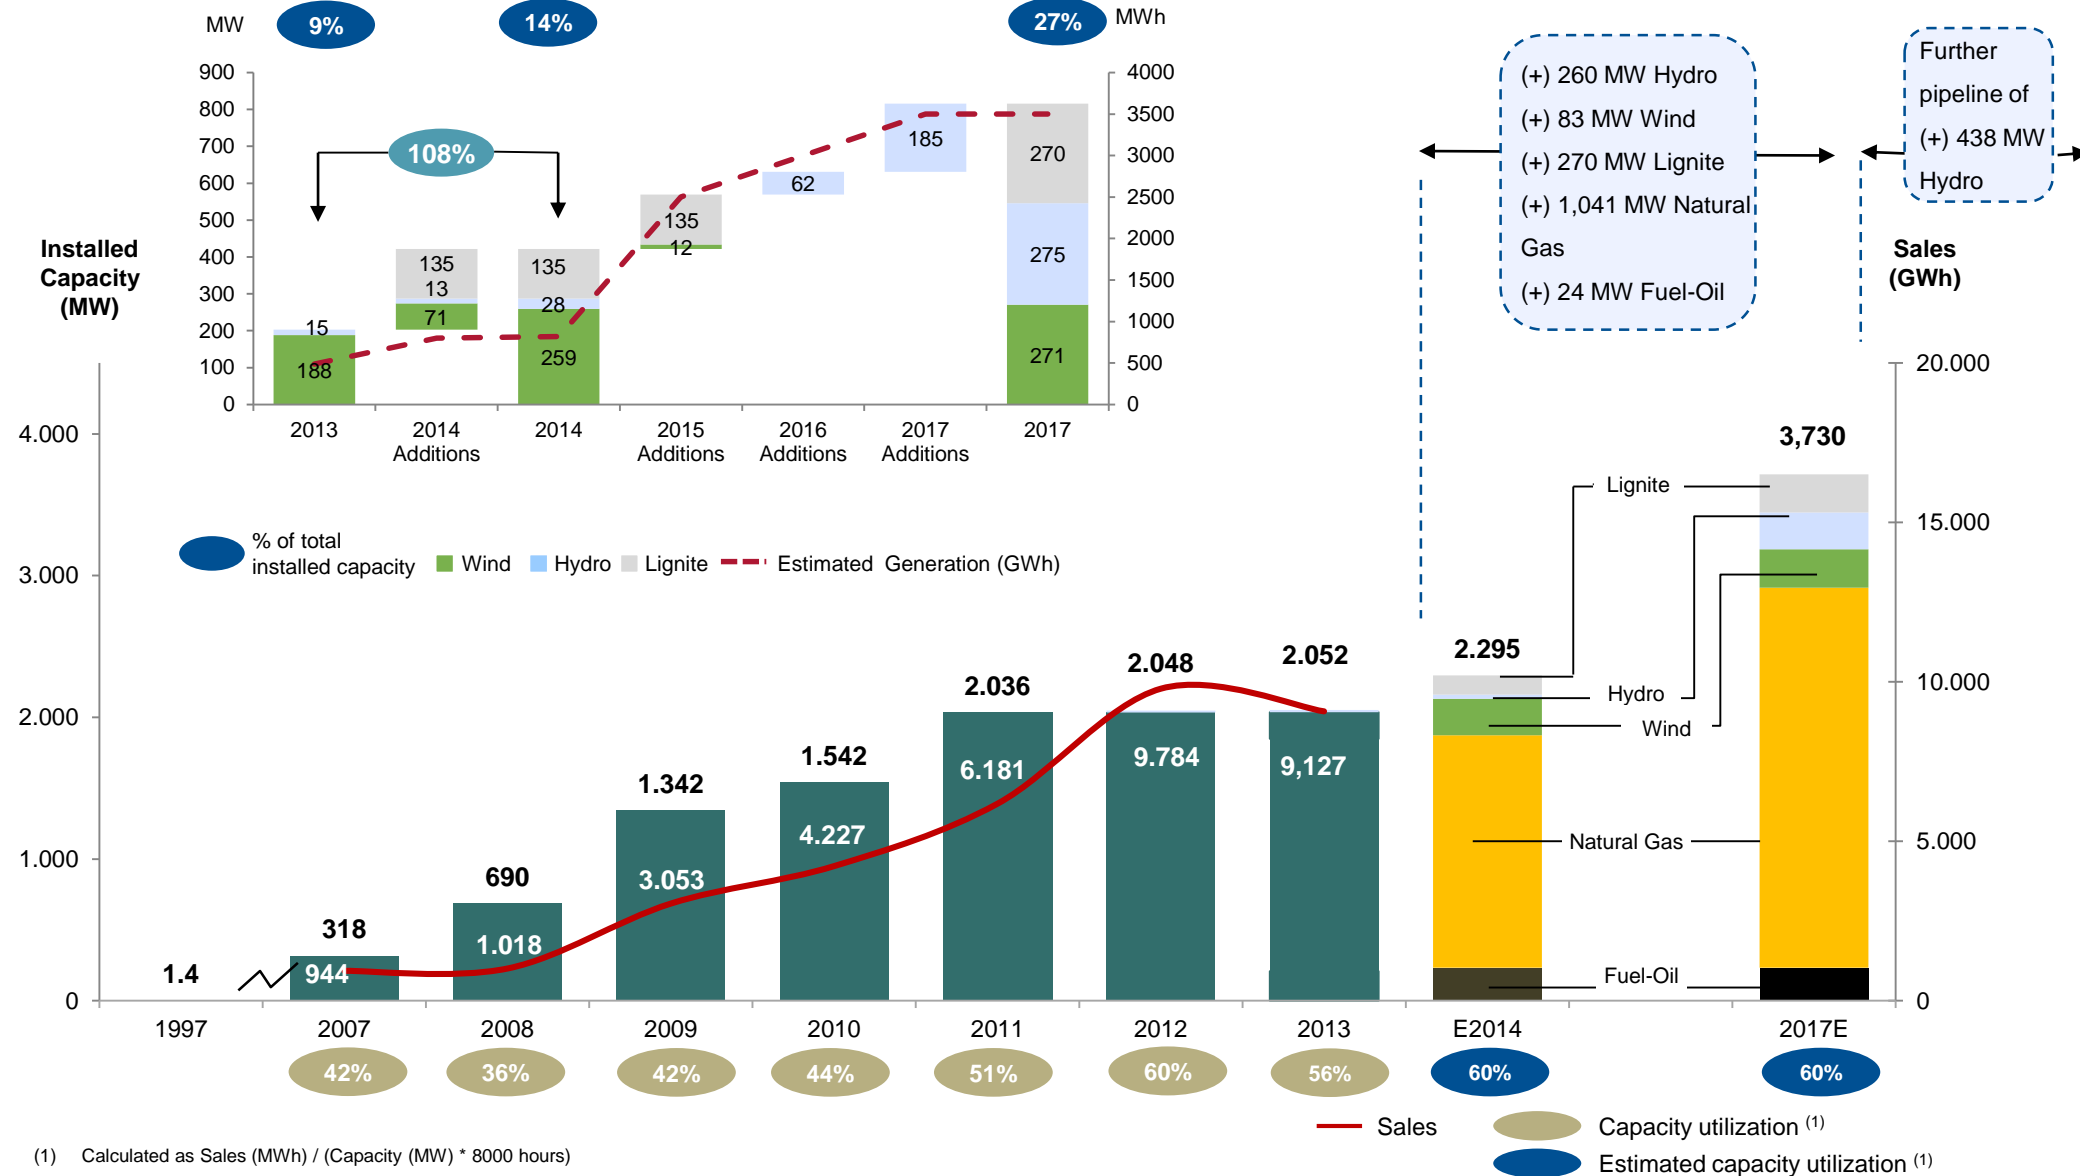 MW
9%
14%
27%
MWh
900
800
700
600
500
400
300
200
100
0
4000
3500
3000
2500
2000
1500
1000
500
0
108%
15
188
135
13
71
135
28
259
135
12
62
185
270
275
271
2013
2014
Additions
2014
2015
Additions
2016
Additions
2017
Additions
2017
(+) 260 MW Hydro
(+) 83 MW Wind
(+) 270 MW Lignite
(+) 1,041 MW Natural
Gas
(+) 24 MW Fuel-Oil
Further
pipeline of
(+) 438 MW
Hydro
Installed
Capacity
(MW)
Sales
(GWh)
% of total
installed capacity
Wind
Hydro
Lignite
Estimated Generation (GWh)
4.000
3.000
2.000
1.000
0
20.000
15.000
10.000
5.000
0
1.4
318
944
690
1.018
1.342
3.053
1.542
4.227
2.036
6.181
2.048
9.784
2.052
9,127
2.295
3,730
Lignite
Hydro
Wind
Natural Gas
Fuel-Oil
1997
2007
2008
2009
2010
2011
2012
2013
E2014
2017E
42%
36%
42%
44%
51%
60%
56%
60%
60%
Sales
Capacity utilization (1)
Estimated capacity utilization (1)
(1) Calculated as Sales (MWh) / (Capacity (MW) * 8000 hours)